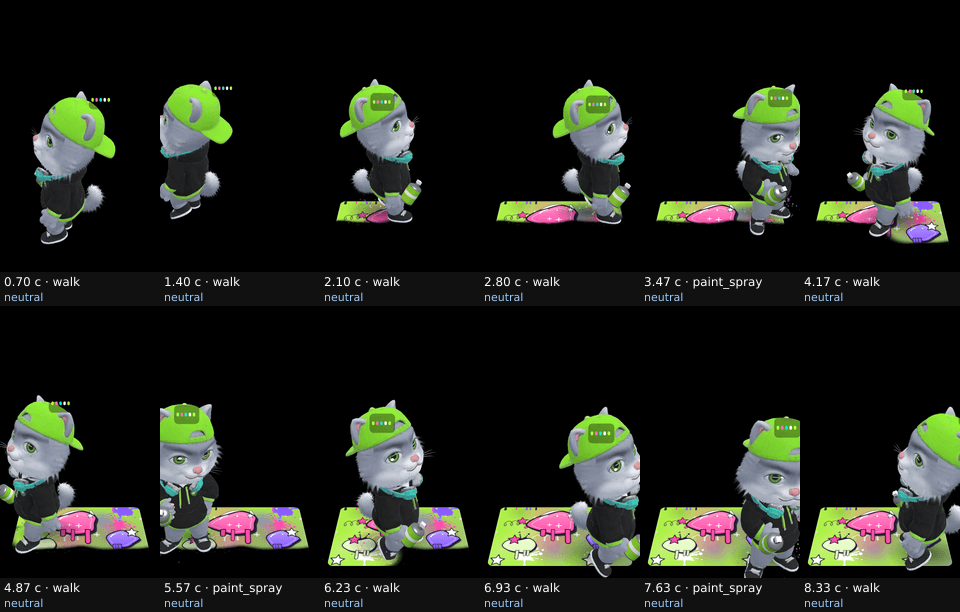 0.70 c · walk
neutral
1.40 c · walk
neutral
2.10 c · walk
neutral
2.80 c · walk
neutral
3.47 c · paint_spray
neutral
4.17 c · walk
neutral
4.87 c · walk
neutral
5.57 c · paint_spray
neutral
6.23 c · walk
neutral
6.93 c · walk
neutral
7.63 c · paint_spray
neutral
8.33 c · walk
neutral